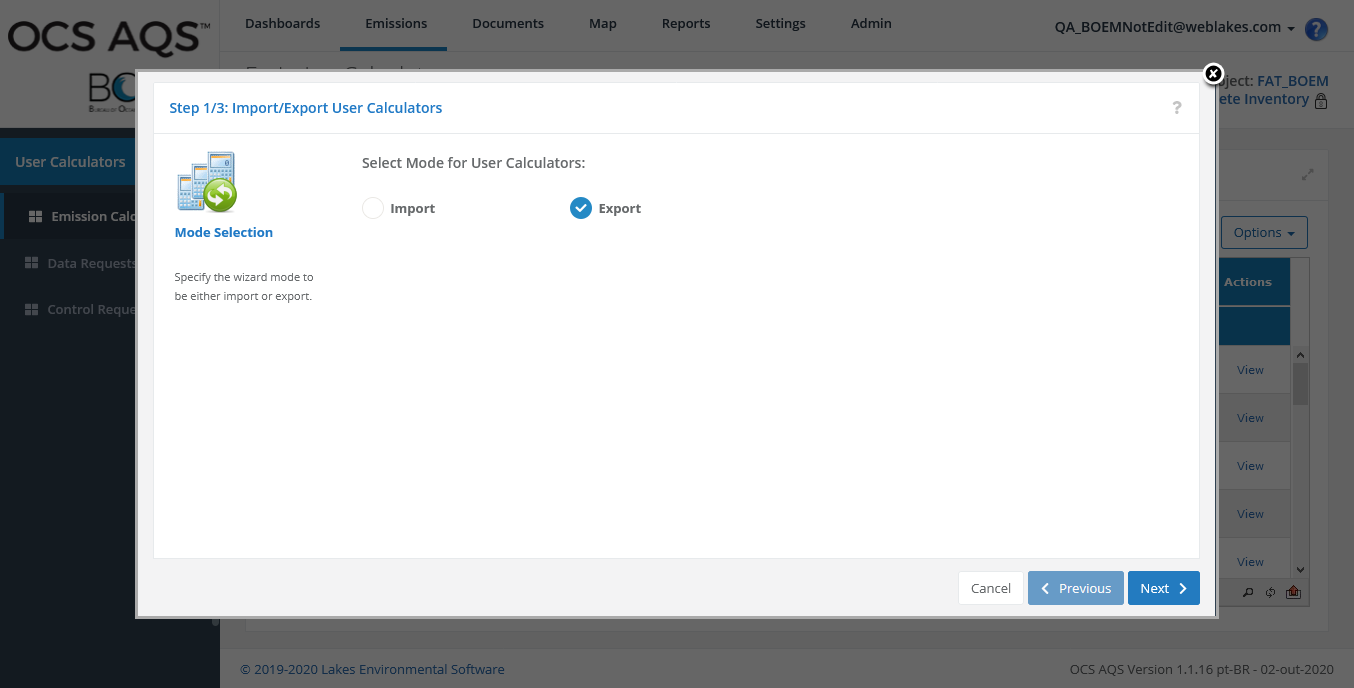 OCS AQS™
Dashboards
Emissions
Documents
Map
Reports
Settings
Admin
QA_BOEMNotEdit@weblakes.com
?
FAT_BOEM
Step 1/3: Import/Export User Calculators
?
User Calculators
Emission Calc
Data Requests
Control Reque
Mode Selection
Specify the wizard mode to
be either import or export.
Select Mode for User Calculators:
Import
Export
Inventory
Options
Actions
View
View
View
View
View
Cancel
Previous
Next
© 2019-2020 Lakes Environmental Software
OCS AQS Version 1.1.16 pt-BR - 02-out-2020